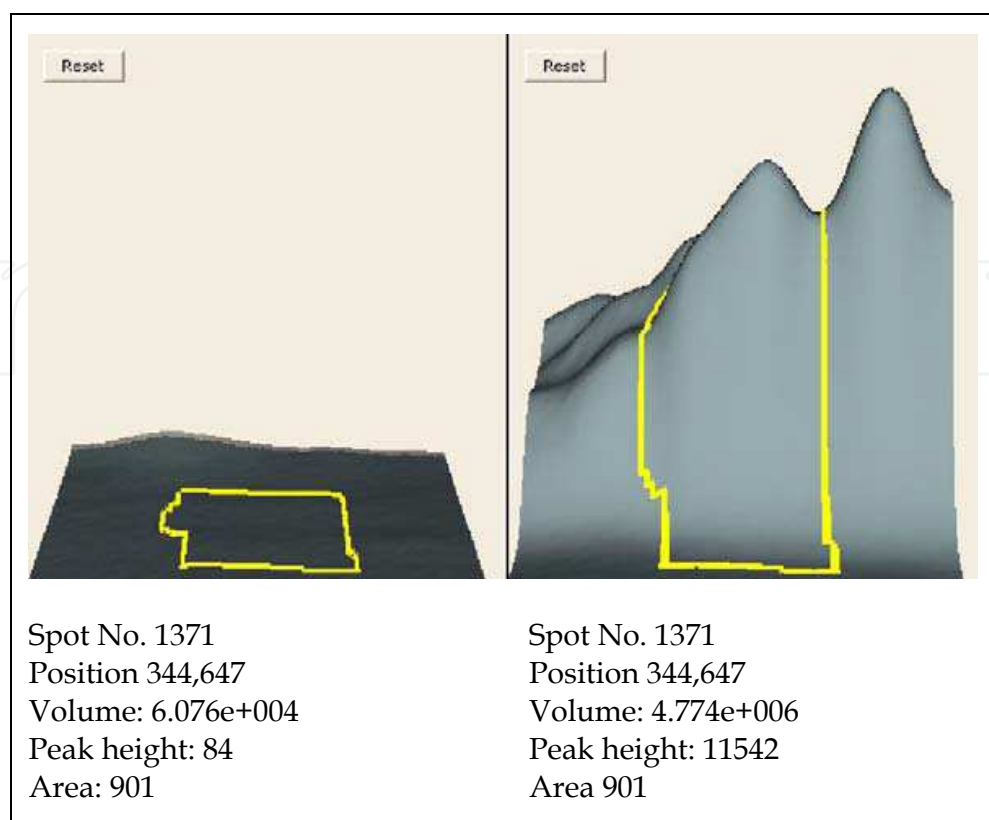 Reset
Reset
Spot No. 1371
Position 344,647
Volume: 6.076e+004
Peak height: 84
Area: 901
Spot No. 1371
Position 344,647
Volume: 4.774e+006
Peak height: 11542
Area 901